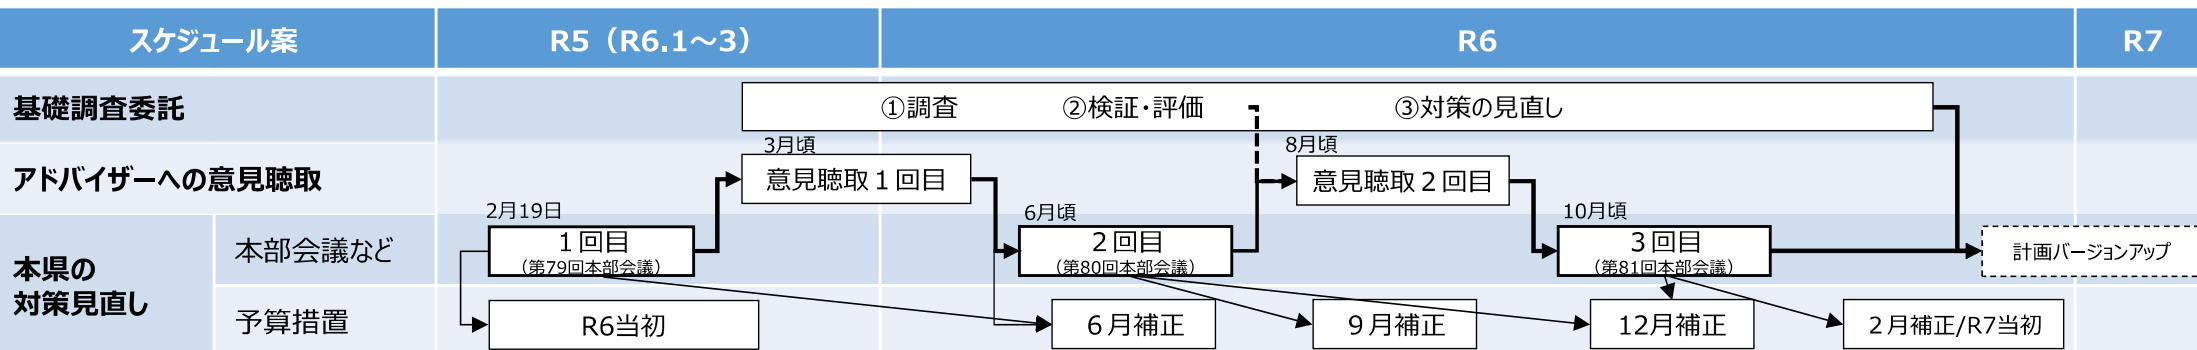 スケジュール案
R5（R6.1～3）
R6
R7
基礎調査委託
①調査
②検証・評価
③対策の見直し
アドバイザーへの意見聴取
3月頃
意見聴取１回目
8月頃
意見聴取２回目
本県の
対策見直し
本部会議など
2月19日
１回目
（第79回本部会議）
6月頃
２回目
（第80回本部会議）
10月頃
３回目
（第81回本部会議）
計画バージョンアップ
予算措置
R6当初
６月補正
９月補正
12月補正
２月補正/R7当初